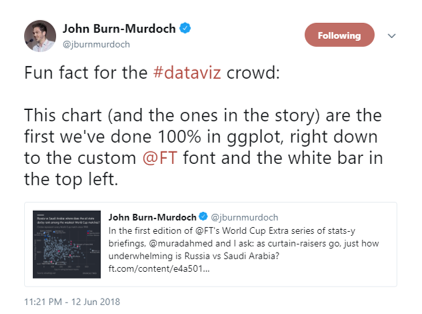 John Burn-Murdoch
@jburnmurdoch
Following
Fun fact for the #dataviz crowd:
This chart (and the ones in the story) are the
first we've done 100% in ggplot, right down
to the custom @FT font and the white bar in
the top left.
John Burn-Murdoch @jburnmurdoch
In the first edition of @FT's World Cup Extra series of stats-y
briefings, @muradahmed and I ask: as curtain-raisers go, just how
underwhelming is Russia vs Saudi Arabia?
ft.com/content/e4a501...
11:21 PM - 12 Jun 2018